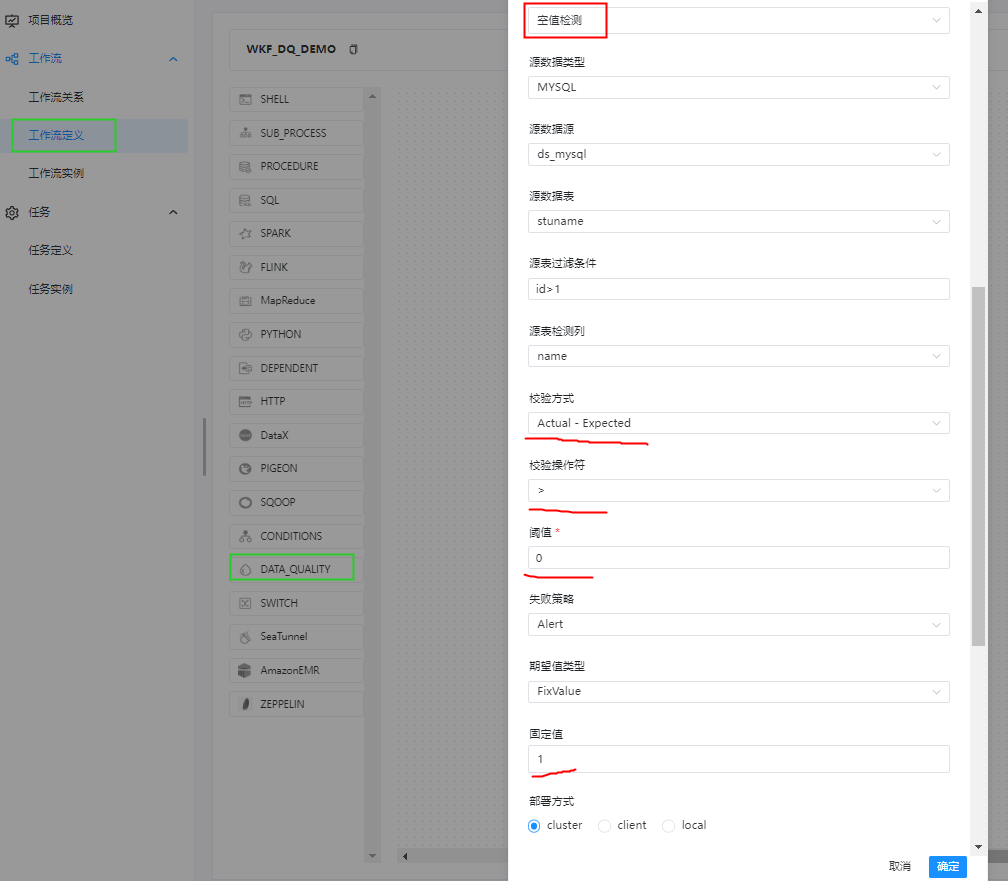 项目概览
工作流
工作流关系
工作流定义
工作流实例
任务
任务定义
任务实例
WKF_DQ_DEMO
SHELL
SUB_PROCESS
PROCEDURE
SQL
SPARK
FLINK
MapReduce
PYTHON
DEPENDENT
HTTP
DataX
PIGEON
SQOOP
CONDITIONS
DATA_QUALITY
SWITCH
SeaTunnel
AmazonEMR
ZEPPELIN
空值检测
源数据类型
MYSQL
源数据源
ds_mysql
源数据表
stuname
源表过滤条件
id>1
源表检测列
name
校验方式
Actual - Expected
校验操作符
>
阈值 *
0
失败策略
Alert
期望值类型
FixValue
固定值
1
部署方式
cluster client local
取消 确定